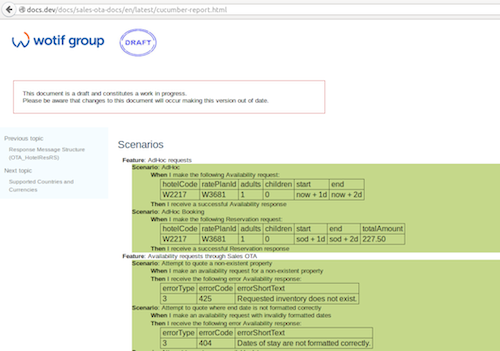 docs.dev/docs/sales-ota-docs/en/latest/cucumber-report.html
wotif group
DRAFT
This document is a draft and constitutes a work in progress.
Please be aware that changes to this document will occur making this version out of date.
Previous topic
Response Message Structure
(OTA_HotelResRS)
Next topic
Supported Countries and
Currencies
Scenarios
Feature: AdHoc requests
Scenario: AdHoc
When I make the following Availability request:
hotelCode ratePlanId adults children start end
W2217 W3681 1 0 now + 1d now + 2d
Then I receive a successful Availability response
Scenario: AdHoc Booking
When I make the following Reservation request:
hotelCode ratePlanId adults children start end totalAmount
W2217 W3681 1 0 sod + 1d sod + 2d 227.50
Then I receive a successful Reservation response
Feature: Availability requests through Sales OTA
Scenario: Attempt to quote a non-existent property
When I make an availability request for a non-existent property
Then I receive the following error Availability response:
errorType errorCode errorShortText
3 425 Requested inventory does not exist.
Scenario: Attempt to quote where end date is not formatted correctly
When I make an availability request with invalidly formatted dates
Then I receive the following error Availability response:
errorType errorCode errorShortText
3 404 Dates of stay are not formatted correctly.